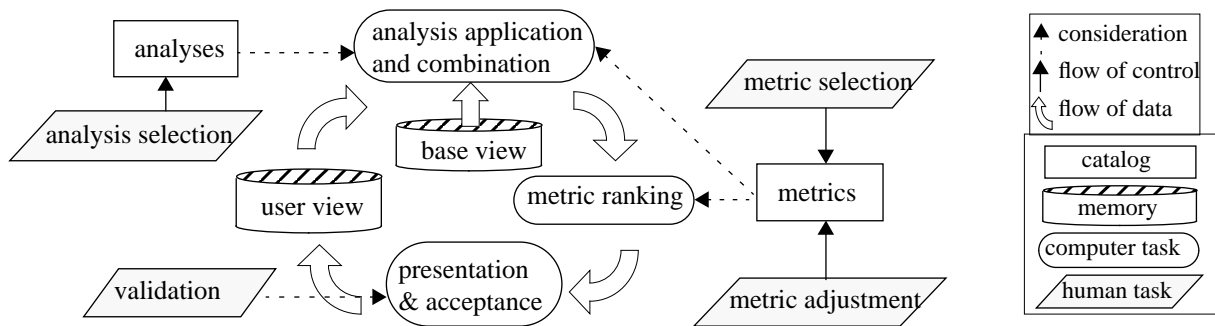 analyses
analysis selection
analysis application
and combination
base view
user view
metric ranking
presentation
& acceptance
validation
metric selection
metrics
metric adjustment
consideration
flow of control
flow of data
catalog
memory
computer task
human task